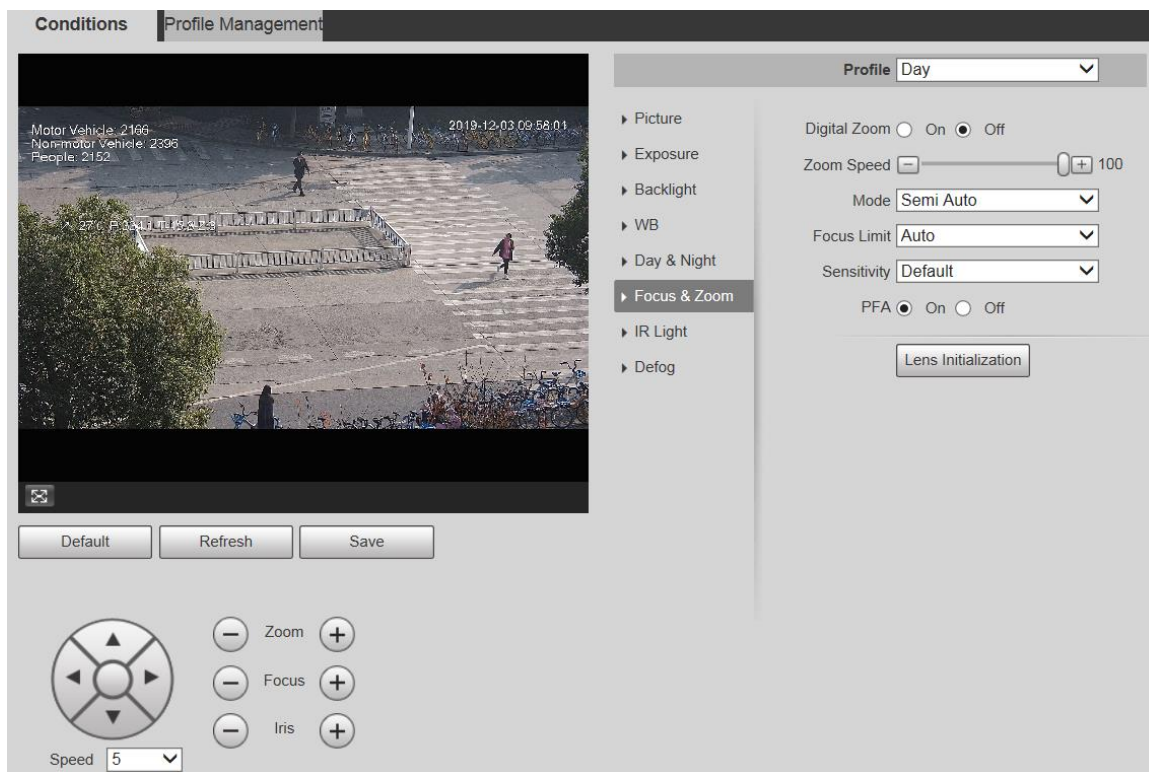 Conditions Profile Management
Profile Day
Motor Vehicle: 2166
Non-motor Vehicle: 2396
People: 2152
2019-12-03 09:56:01
Picture
Exposure
Backlight
WB
Day & Night
Focus & Zoom
IR Light
Defog
Digital Zoom On Off
Zoom Speed 100
Mode Semi Auto
Focus Limit Auto
Sensitivity Default
PFA On Off
Lens Initialization
Default Refresh Save
Zoom
Focus
Iris
Speed 5